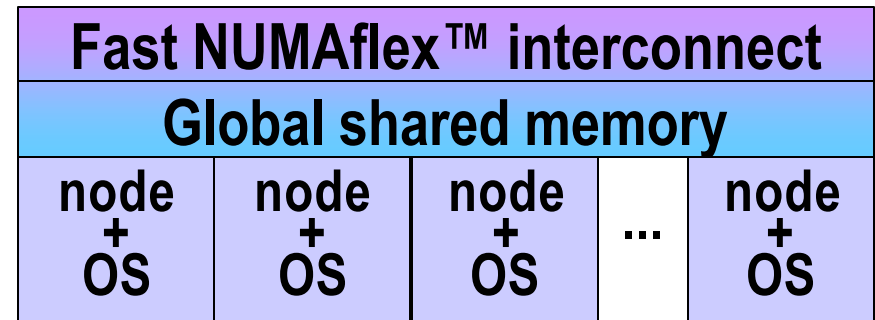 Fast NUMAflex™ interconnect
Global shared memory
node
+
OS
node
+
OS
node
+
OS
...
node
+
OS